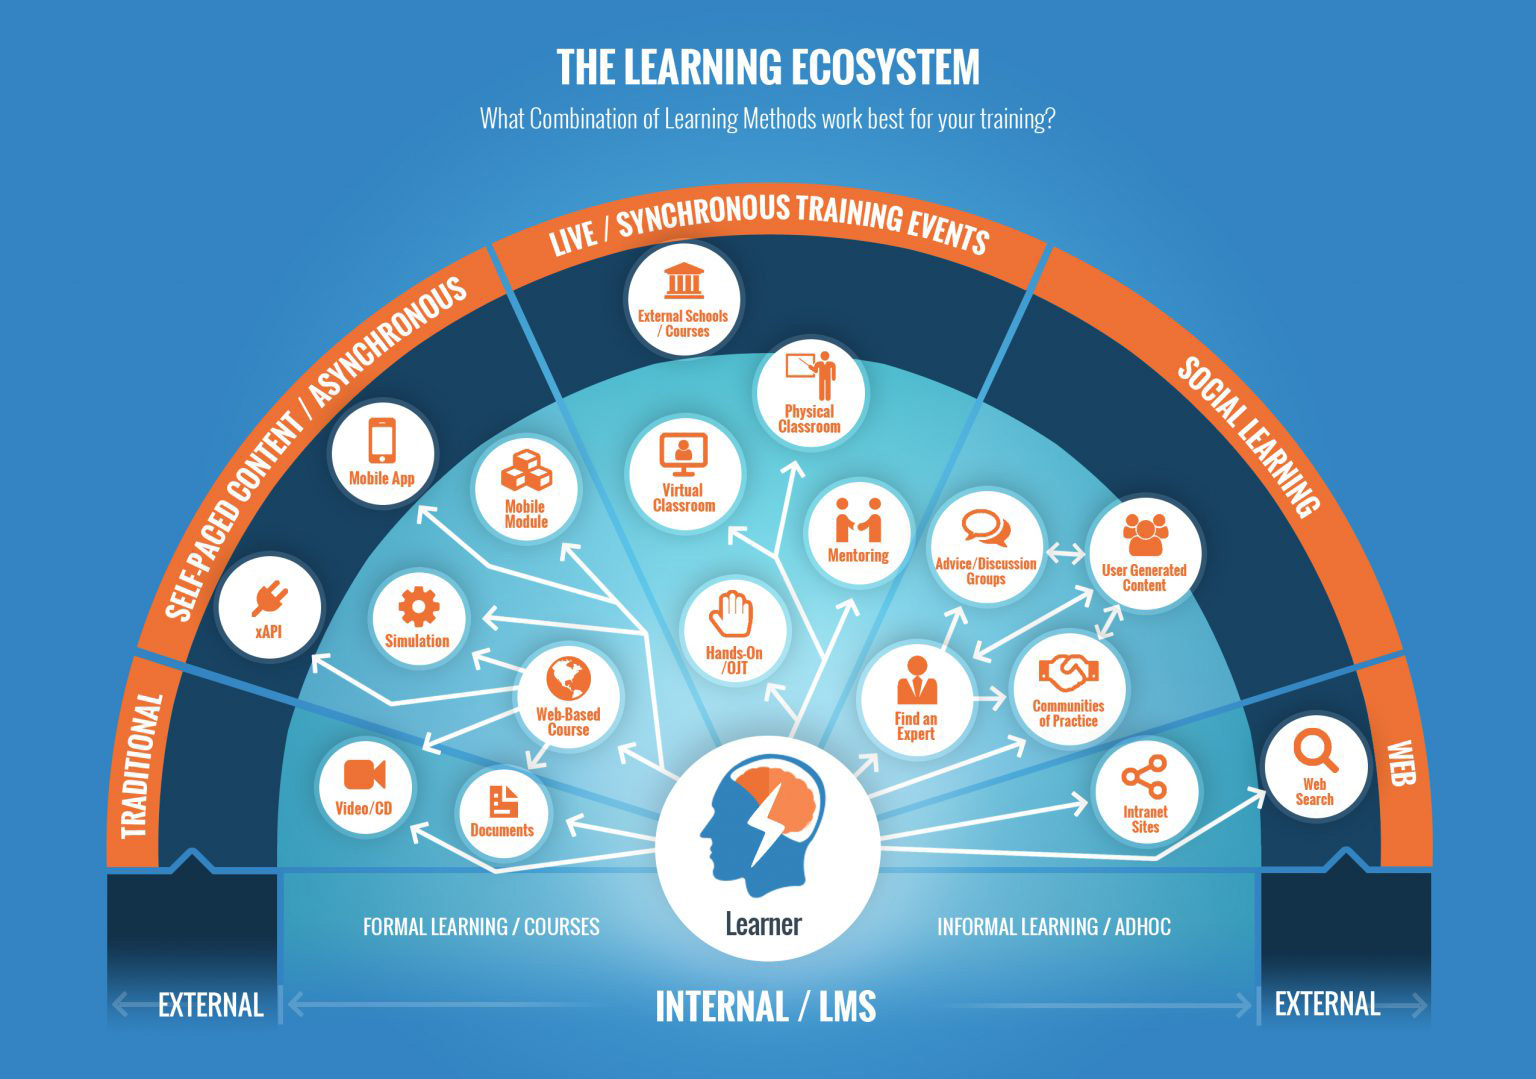 THE LEARNING ECOSYSTEM
What Combination of Learning Methods work best for your training?
TRADITIONAL
SELF-PACED CONTENT / ASYNCHRONOUS
LIVE / SYNCHRONOUS TRAINING EVENTS
SOCIAL LEARNING
WEB
External Schools
/ Courses
Physical
Classroom
Mobile App
Mobile
Module
Virtual
Classroom
Mentoring
Advice/Discussion
Groups
User Generated
Content
xAPI
Simulation
Hands-On
/OJT
Web-Based
Course
Find an
Expert
Communities
of Practice
Video/CD
Documents
Intranet
Sites
Web
Search
Learner
FORMAL LEARNING / COURSES
INFORMAL LEARNING / ADHOC
EXTERNAL
INTERNAL / LMS
EXTERNAL